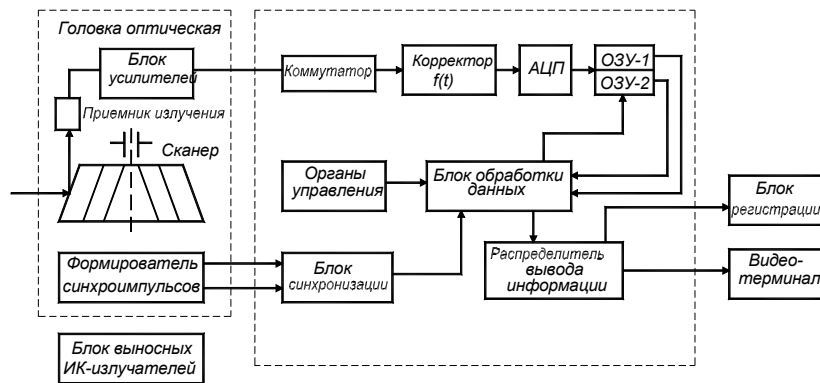 Головка оптическая
Блок
усилителей
Коммутатор
Корректор
f(t)
АЦП
ОЗУ-1
ОЗУ-2
Приемник излучения
Сканер
Органы
управления
Блок обработки
данных
Блок
регистрации
Формирователь
синхроимпульсов
Блок
синхронизации
Распределитель
вывода
информации
Видео-
терминал
Блок выносных
ИК-излучателей